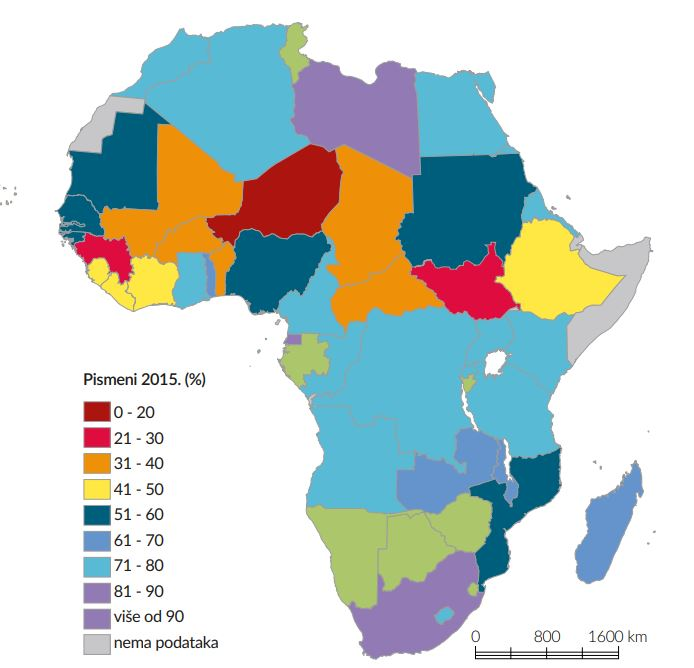 Pismeni 2015. (%)
0 - 20
21 - 30
31 - 40
41 - 50
51 - 60
61 - 70
71 - 80
81 - 90
više od 90
nema podataka
0 800 1600 km